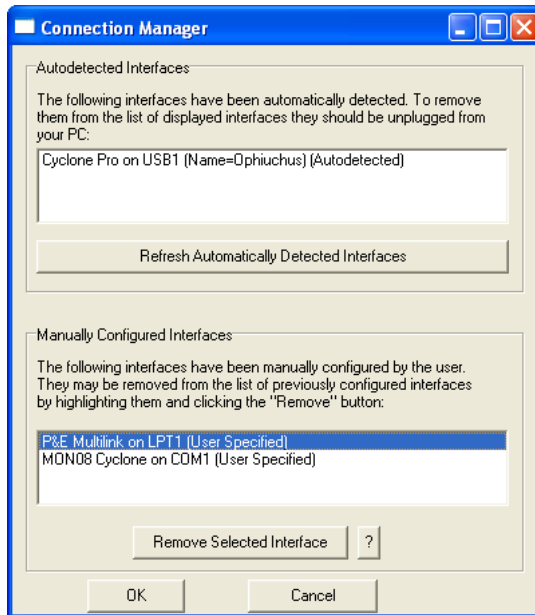 Connection Manager
Autodetected Interfaces
The following interfaces have been automatically detected. To remove
them from the list of displayed interfaces they should be unplugged from
your PC:
Cyclone Pro on USB1 (Name=Ophiuchus) (Autodetected)
Refresh Automatically Detected Interfaces
Manually Configured Interfaces
The following interfaces have been manually configured by the user.
They may be removed from the list of previously configured interfaces
by highlighting them and clicking the "Remove" button:
P&E Multilink on LPT1 (User Specified)
MON08 Cyclone on COM1 (User Specified)
Remove Selected Interface ?
OK Cancel